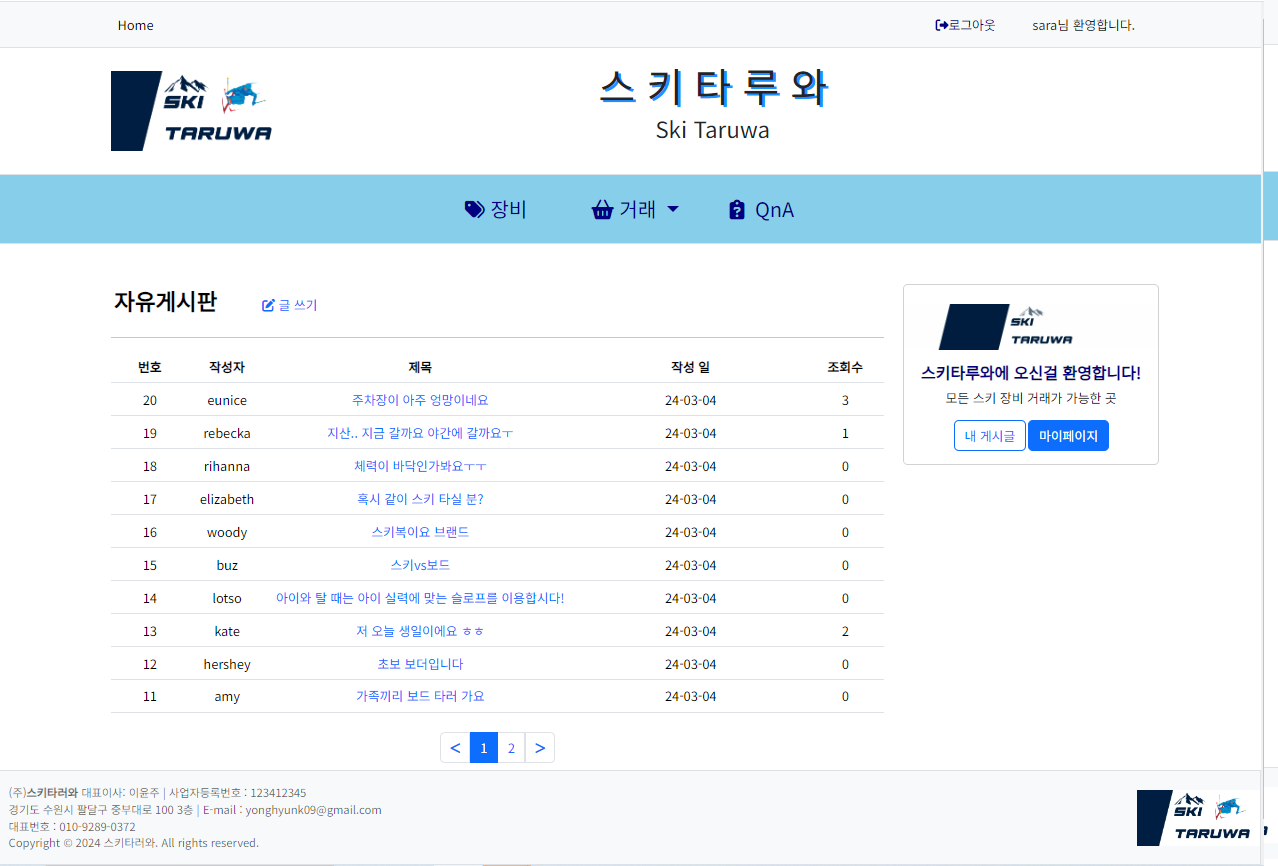 Home 로그아웃 sara님 환영합니다.
SKI
TARUWA
스 키 타 루 와
Ski Taruwa
장비 거래 QnA
자유게시판 글 쓰기
번호 작성자 제목 작성 일 조회수
20 eunice 주차장이 아주 엉망이네요 24-03-04 3
19 rebecka 지산.. 지금 갈까요 야간에 갈까요ㅜ 24-03-04 1
18 rihanna 체력이 바닥인가봐요ㅜㅜ 24-03-04 0
17 elizabeth 혹시 같이 스키 타실 분? 24-03-04 0
16 woody 스키복이요 브랜드 24-03-04 0
15 buz 스키vs보드 24-03-04 0
14 lotso 아이와 탈 때는 아이 실력에 맞는 슬로프를 이용합시다! 24-03-04 0
13 kate 저 오늘 생일이에요 ㅎㅎ 24-03-04 2
12 hershey 초보 보더입니다 24-03-04 0
11 amy 가족끼리 보드 타러 가요 24-03-04 0
< 1 2 >
SKI
TARUWA
스키타루와에 오신걸 환영합니다!
모든 스키 장비 거래가 가능한 곳
내 게시글 마이페이지
(주)스키타러와 대표이사: 이윤주 | 사업자등록번호 : 123412345
경기도 수원시 팔달구 중부대로 100 3층 | E-mail : yonghyunk09@gmail.com
대표번호 : 010-9289-0372
Copyright © 2024 스키타러와. All rights reserved.
SKI
TARUWA